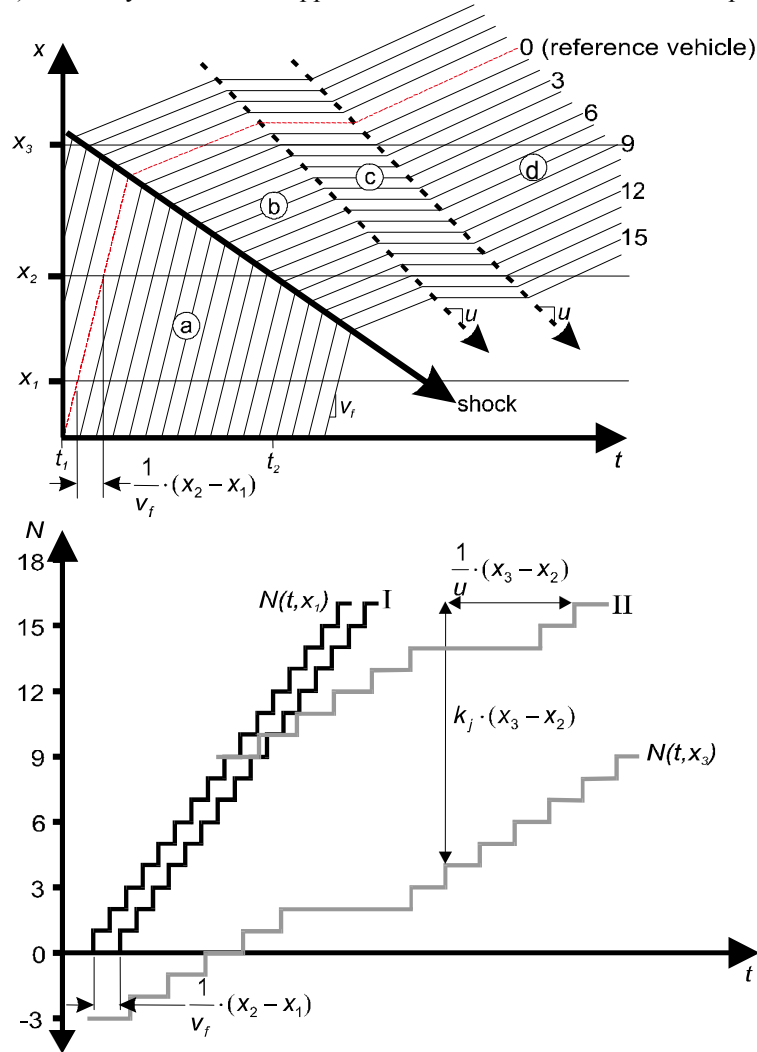 x
0 (reference vehicle)
3
6
x3
9
c
d
12
b
15
x2
a
u
u
x1
vf
shock
t1
t2
t
1/vf · (x2 − x1)
N
18
1/u · (x3 − x2)
N(t,x1)
I
II
15
12
kj · (x3 − x2)
9
N(t,x3)
6
3
0
t
1/vf · (x2 − x1)
-3